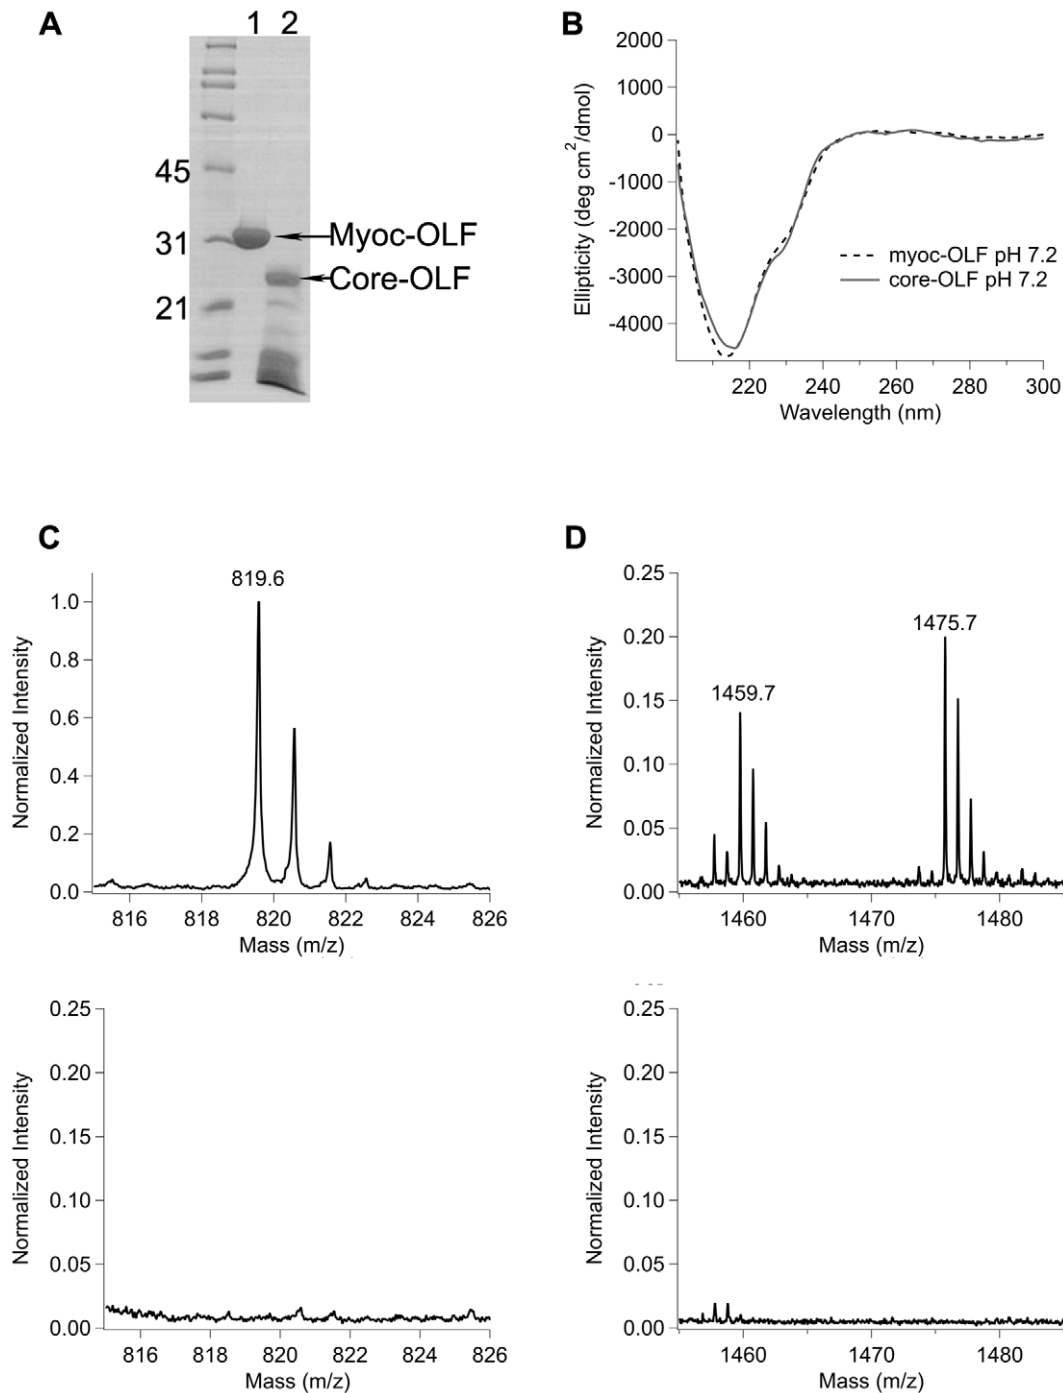 A
1 2
45
31
21
Myoc-OLF
Core-OLF
B
2000
1000
0
-1000
-2000
-3000
-4000
Ellipticity (deg cm2/dmol)
myoc-OLF pH 7.2
core-OLF pH 7.2
220 240 260 280 300
Wavelength (nm)
C
819.6
1.0
0.8
0.6
0.4
0.2
0.0
Normalized Intensity
816 818 820 822 824 826
Mass (m/z)
D
1459.7
1475.7
0.25
0.20
0.15
0.10
0.05
0.00
Normalized Intensity
1460 1470 1480
Mass (m/z)
0.25
0.20
0.15
0.10
0.05
0.00
Normalized Intensity
816 818 820 822 824 826
Mass (m/z)
0.25
0.20
0.15
0.10
0.05
0.00
Normalized Intensity
1460 1470 1480
Mass (m/z)